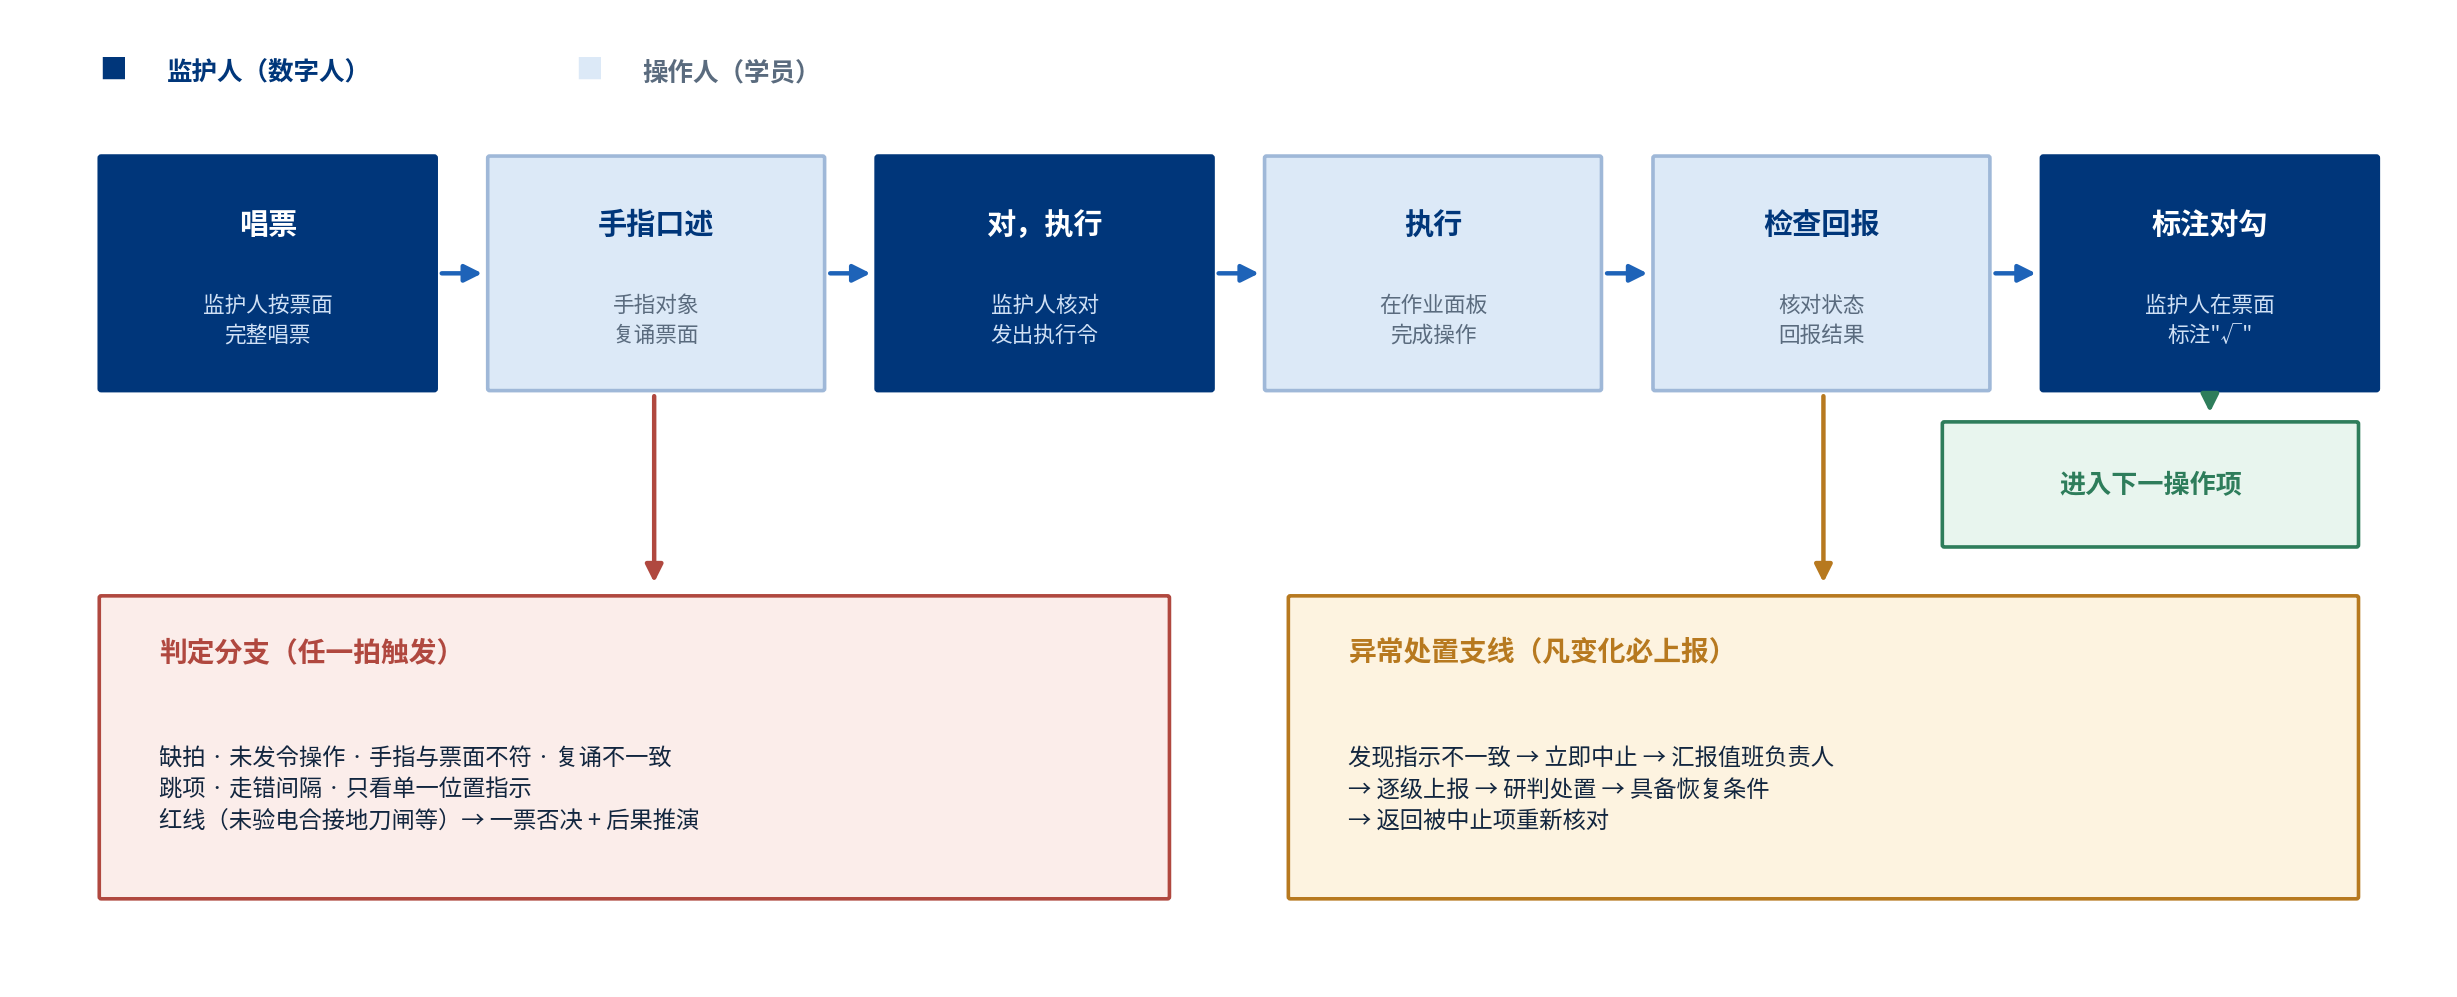 监护人（数字人）
操作人（学员）
唱票
监护人按票面
完整唱票
手指口述
手指对象
复诵票面
对，执行
监护人核对
发出执行令
执行
在作业面板
完成操作
检查回报
核对状态
回报结果
标注对勾
监护人在票面
标注"√"
进入下一操作项
判定分支（任一拍触发）
缺拍 · 未发令操作 · 手指与票面不符 · 复诵不一致
跳项 · 走错间隔 · 只看单一位置指示
红线（未验电合接地刀闸等）→ 一票否决 + 后果推演
异常处置支线（凡变化必上报）
发现指示不一致 → 立即中止 → 汇报值班负责人
→ 逐级上报 → 研判处置 → 具备恢复条件
→ 返回被中止项重新核对